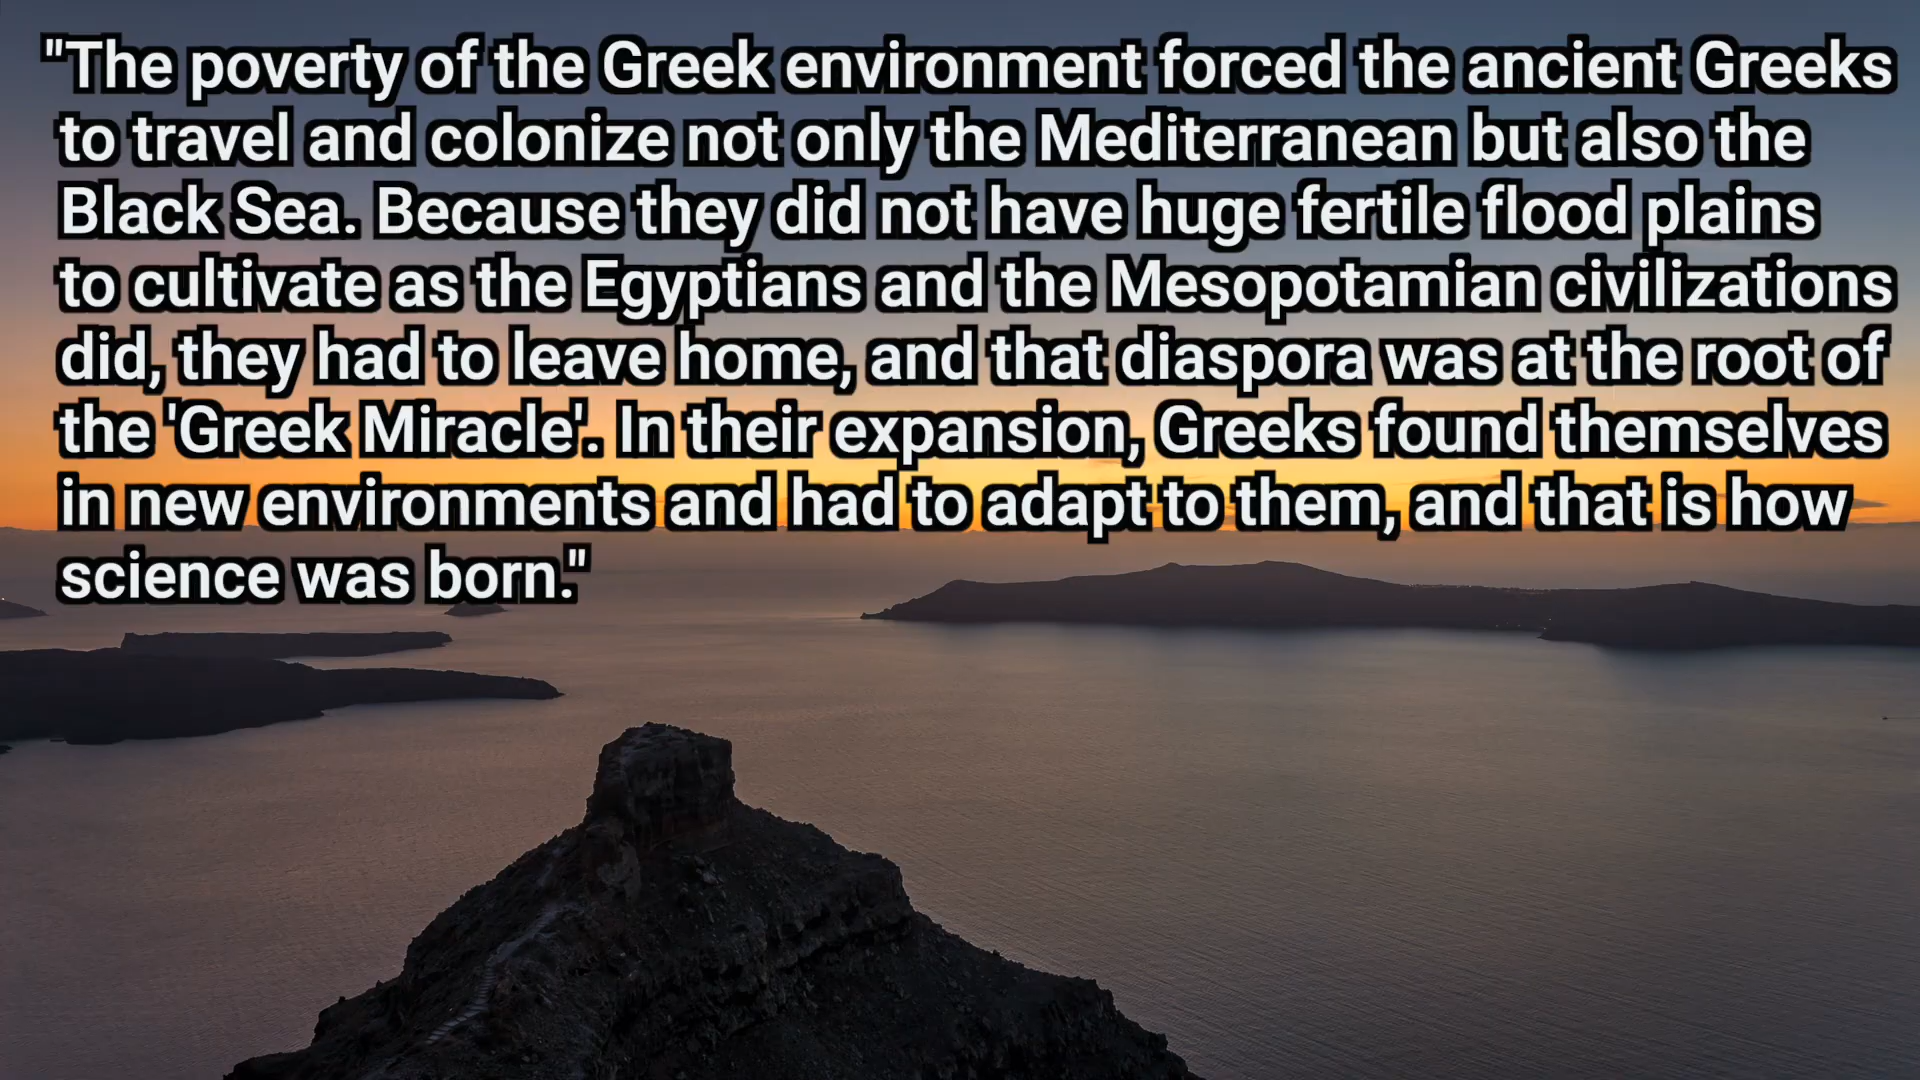 "The poverty of the Greek environment forced the ancient Greeks
to travel and colonize not only the Mediterranean but also the
Black Sea. Because they did not have huge fertile flood plains
to cultivate as the Egyptians and the Mesopotamian civilizations
did, they had to leave home, and that diaspora was at the root of
the 'Greek Miracle'. In their expansion, Greeks found themselves
in new environments and had to adapt to them, and that is how
science was born."